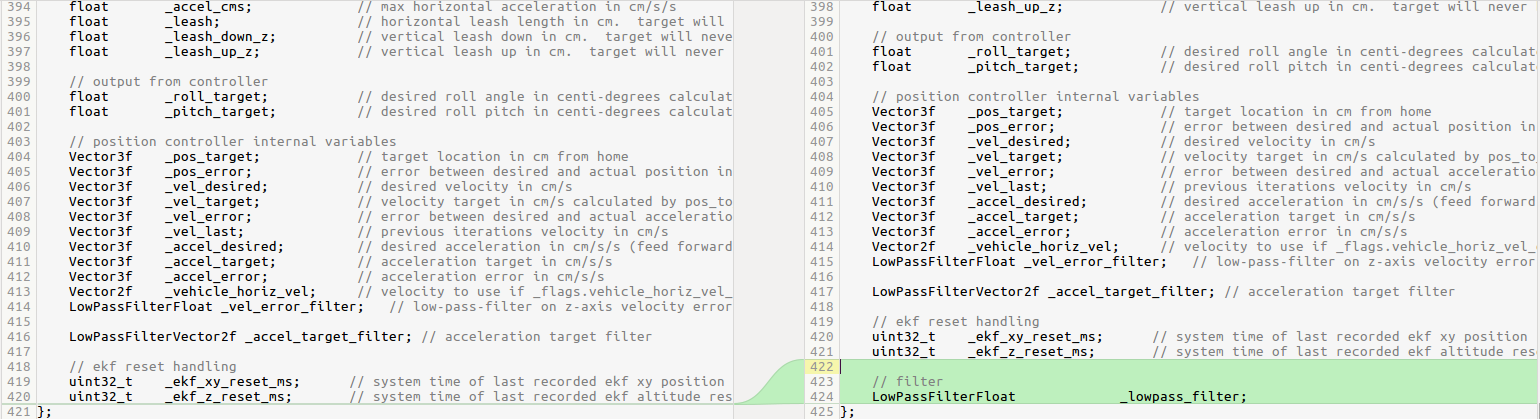 394 float _accel_cms; // max horizontal acceleration in cm/s/s
395 float _leash; // horizontal leash length in cm. target will
396 float _leash_down_z; // vertical leash down in cm. target will neve
397 float _leash_up_z; // vertical leash up in cm. target will never
398
399 // output from controller
400 float _roll_target; // desired roll angle in centi-degrees calculat
401 float _pitch_target; // desired roll pitch in centi-degrees calculat
402
403 // position controller internal variables
404 Vector3f _pos_target; // target location in cm from home
405 Vector3f _pos_error; // error between desired and actual position in
406 Vector3f _vel_desired; // desired velocity in cm/s
407 Vector3f _vel_target; // velocity target in cm/s calculated by pos_to
408 Vector3f _vel_error; // error between desired and actual acceleratio
409 Vector3f _vel_last; // previous iterations velocity in cm/s
410 Vector3f _accel_desired; // desired acceleration in cm/s/s (feed forward
411 Vector3f _accel_target; // acceleration target in cm/s/s
412 Vector3f _accel_error; // acceleration error in cm/s/s
413 Vector2f _vehicle_horiz_vel; // velocity to use if _flags.vehicle_horiz_vel_
414 LowPassFilterFloat _vel_error_filter; // low-pass-filter on z-axis velocity error
415
416 LowPassFilterVector2f _accel_target_filter; // acceleration target filter
417
418 // ekf reset handling
419 uint32_t _ekf_xy_reset_ms; // system time of last recorded ekf xy position
420 uint32_t _ekf_z_reset_ms; // system time of last recorded ekf altitude res
421 };
398 float _leash_up_z; // vertical leash up in cm. target will never
399
400 // output from controller
401 float _roll_target; // desired roll angle in centi-degrees calculat
402 float _pitch_target; // desired roll pitch in centi-degrees calculat
403
404 // position controller internal variables
405 Vector3f _pos_target; // target location in cm from home
406 Vector3f _pos_error; // error between desired and actual position in
407 Vector3f _vel_desired; // desired velocity in cm/s
408 Vector3f _vel_target; // velocity target in cm/s calculated by pos_to_
409 Vector3f _vel_error; // error between desired and actual acceleratio
410 Vector3f _vel_last; // previous iterations velocity in cm/s
411 Vector3f _accel_desired; // desired acceleration in cm/s/s (feed forward
412 Vector3f _accel_target; // acceleration target in cm/s/s
413 Vector3f _accel_error; // acceleration error in cm/s/s
414 Vector2f _vehicle_horiz_vel; // velocity to use if _flags.vehicle_horiz_vel_
415 LowPassFilterFloat _vel_error_filter; // low-pass-filter on z-axis velocity error
416
417 LowPassFilterVector2f _accel_target_filter; // acceleration target filter
418
419 // ekf reset handling
420 uint32_t _ekf_xy_reset_ms; // system time of last recorded ekf xy position
421 uint32_t _ekf_z_reset_ms; // system time of last recorded ekf altitude res
422
423 // filter
424 LowPassFilterFloat _lowpass_filter;
425 };